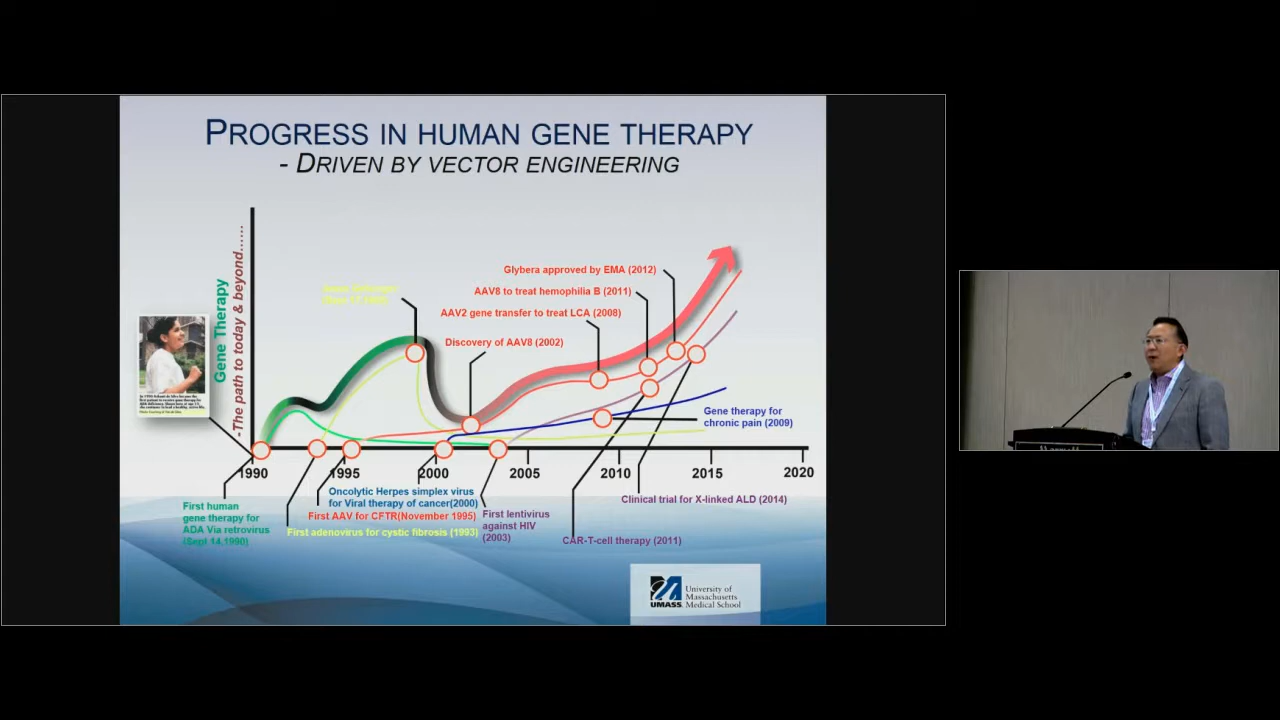 PROGRESS IN HUMAN GENE THERAPY
- DRIVEN BY VECTOR ENGINEERING
Gene Therapy
-The path to today & beyond......
Glybera approved by EMA (2012)
AAV8 to treat hemophilia B (2011)
AAV2 gene transfer to treat LCA (2008)
Discovery of AAV8 (2002)
Gene therapy for
chronic pain (2009)
1990
1995
2000
2005
2010
2015
2020
First human
gene therapy for
ADA Via retrovirus
(Sept 14,1990)
Oncolytic Herpes simplex virus
for Viral therapy of cancer(2000)
First AAV for CFTR(November 1995)
First adenovirus for cystic fibrosis (1993)
First lentivirus
against HIV
(2003)
Clinical trial for X-linked ALD (2014)
CAR-T-cell therapy (2011)
UMASS
University of
Massachusetts
Medical School